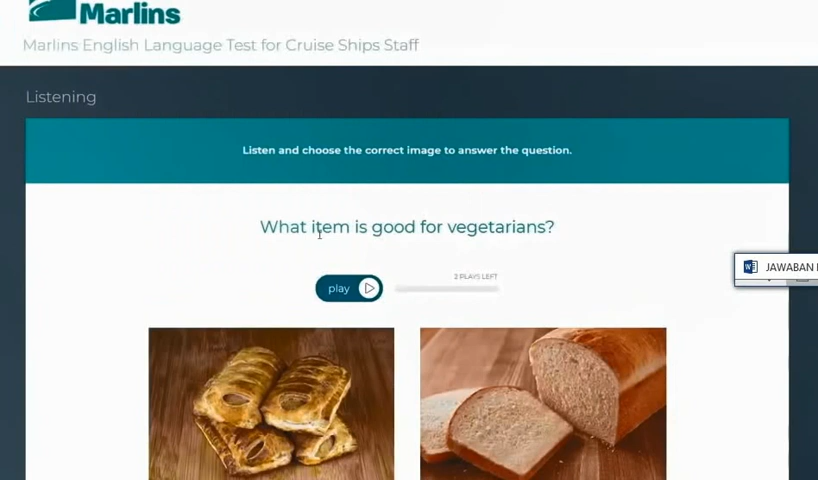 Marlins
Marlins English Language Test for Cruise Ships Staff
Listening
Listen and choose the correct image to answer the question.
What item is good for vegetarians?
2 PLAYS LEFT
play
JAWABAN